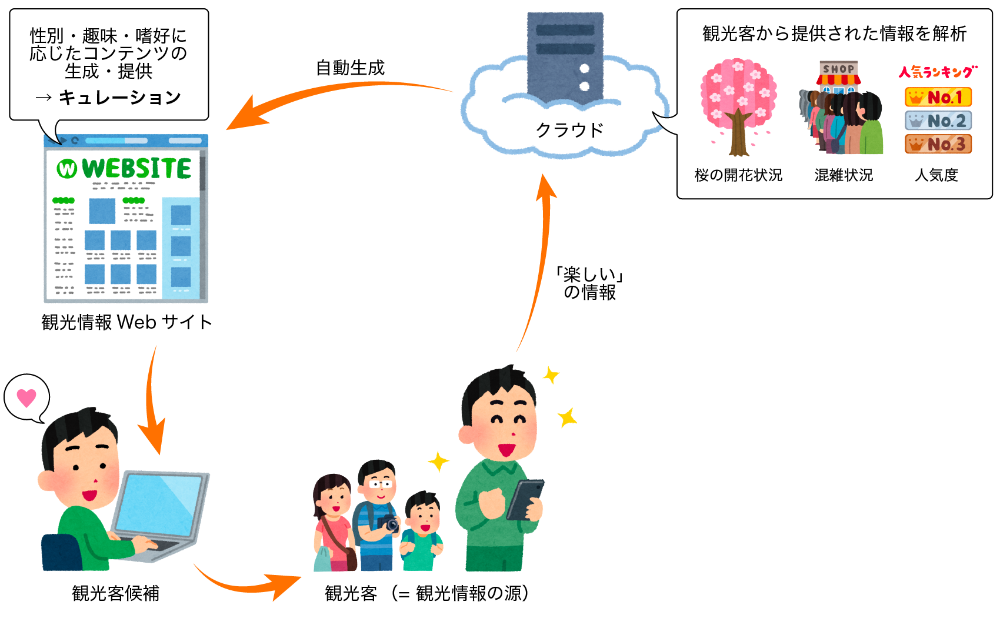 性別・趣味・嗜好に
応じたコンテンツの
生成・提供
→ キュレーション
自動生成
クラウド
観光客から提供された情報を解析
SHOP
人気ランキング
No.1
No.2
No.3
桜の開花状況
混雑状況
人気度
W WEBSITE
観光情報 Web サイト
「楽しい」
の情報
観光客候補
観光客（= 観光情報の源）